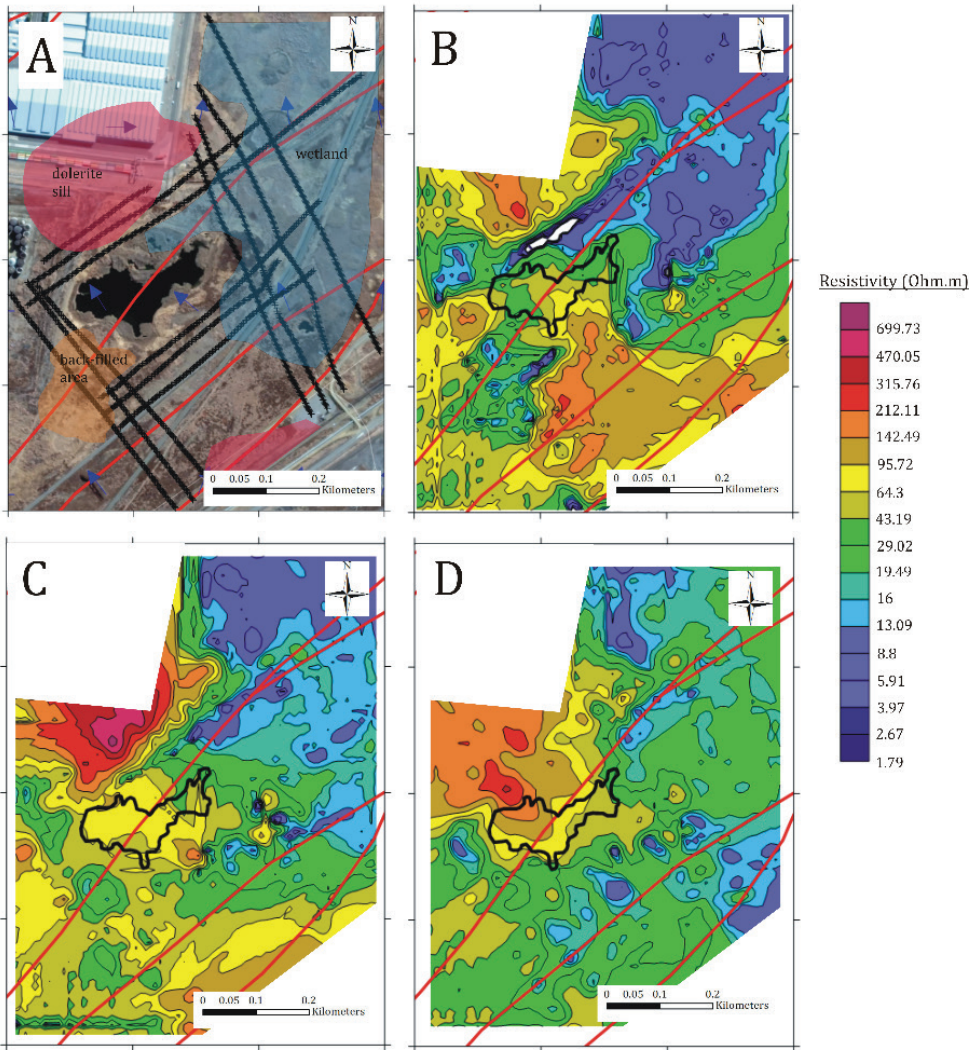 A
N
dolerite
sill
wetland
back-filled
area
0 0.05 0.1 0.2
Kilometers
B
N
0 0.05 0.1 0.2
Kilometers
Resistivity (Ohm.m)
699.73
470.05
315.76
212.11
142.49
95.72
64.3
43.19
29.02
19.49
16
13.09
8.8
5.91
3.97
2.67
1.79
C
N
0 0.05 0.1 0.2
Kilometers
D
N
0 0.05 0.1 0.2
Kilometers